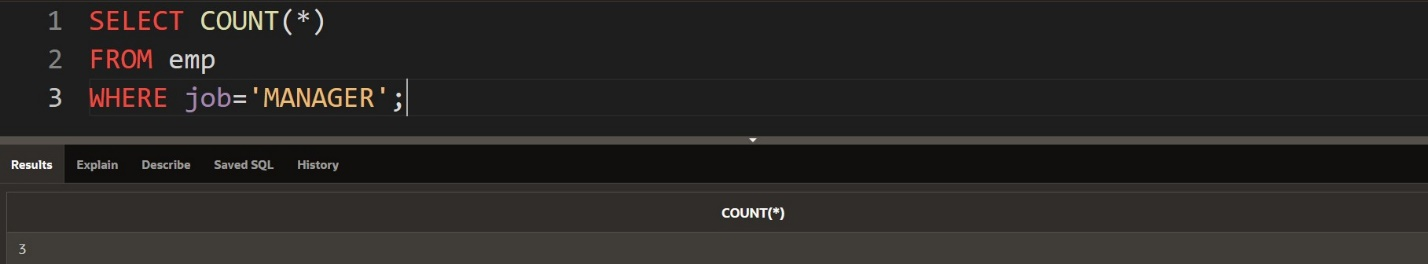 1 SELECT COUNT(*)
2 FROM emp
3 WHERE job='MANAGER';
Results Explain Describe Saved SQL History
COUNT(*)
3